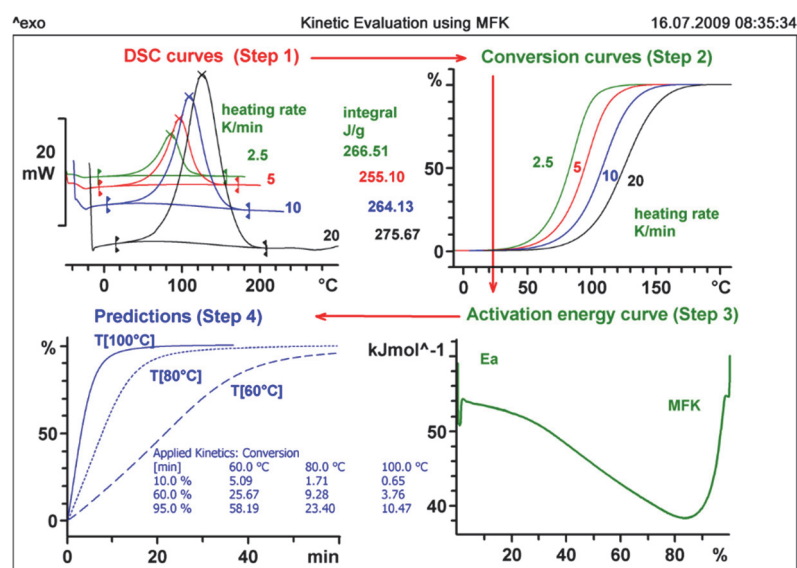 ^exo Kinetic Evaluation using MFK 16.07.2009 08:35:34
DSC curves (Step 1)
heating rate K/min
integral J/g
2.5 266.51
5 255.10
10 264.13
20 275.67
20 mW
0 100 200 °C
Conversion curves (Step 2)
%
50
0
2.5
5
10
20
heating rate
K/min
0 50 100 150 °C
Predictions (Step 4)
%
50
0
T[100°C]
T[80°C]
T[60°C]
Applied Kinetics: Conversion
[min] 60.0 °C 80.0 °C 100.0 °C
10.0 % 5.09 1.71 0.65
60.0 % 25.67 9.28 3.76
95.0 % 58.19 23.40 10.47
0 20 40 min
Activation energy curve (Step 3)
kJmol^-1
Ea
MFK
50
40
20 40 60 80 %